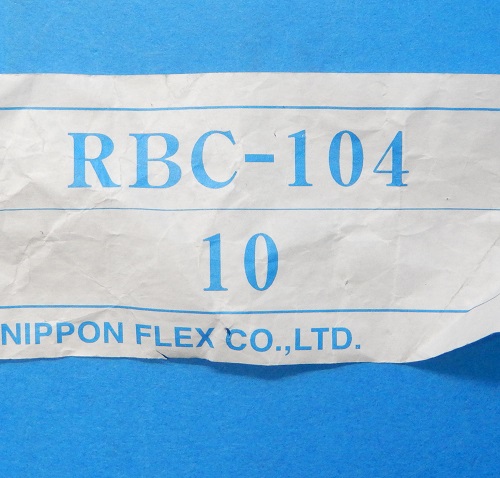 RBC-104
10
NIPPON FLEX CO.,LTD.